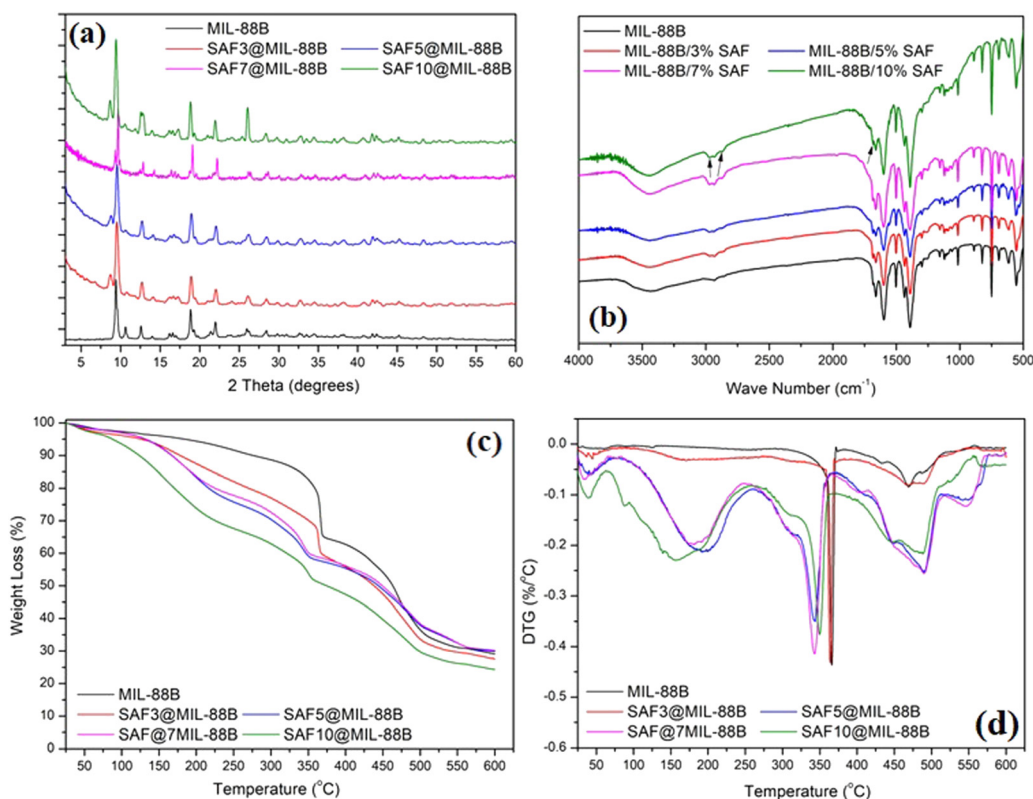 (a)
MIL-88B
SAF3@MIL-88B SAF5@MIL-88B
SAF7@MIL-88B SAF10@MIL-88B
5 10 15 20 25 30 35 40 45 50 55 60
2 Theta (degrees)
MIL-88B
MIL-88B/3% SAF MIL-88B/5% SAF
MIL-88B/7% SAF MIL-88B/10% SAF
(b)
4000 3500 3000 2500 2000 1500 1000 500
Wave Number (cm-1)
100
90
80
70
60
50
40
30
20
10
0
Weight Loss (%)
(c)
MIL-88B
SAF3@MIL-88B SAF5@MIL-88B
SAF@7MIL-88B SAF10@MIL-88B
50 100 150 200 250 300 350 400 450 500 550 600
Temperature (°C)
0.0
-0.1
-0.2
-0.3
-0.4
-0.5
-0.6
DTG (%/°C)
MIL-88B
SAF3@MIL-88B SAF5@MIL-88B
SAF@7MIL-88B SAF10@MIL-88B
(d)
50 100 150 200 250 300 350 400 450 500 550 600
Temperature (°C)